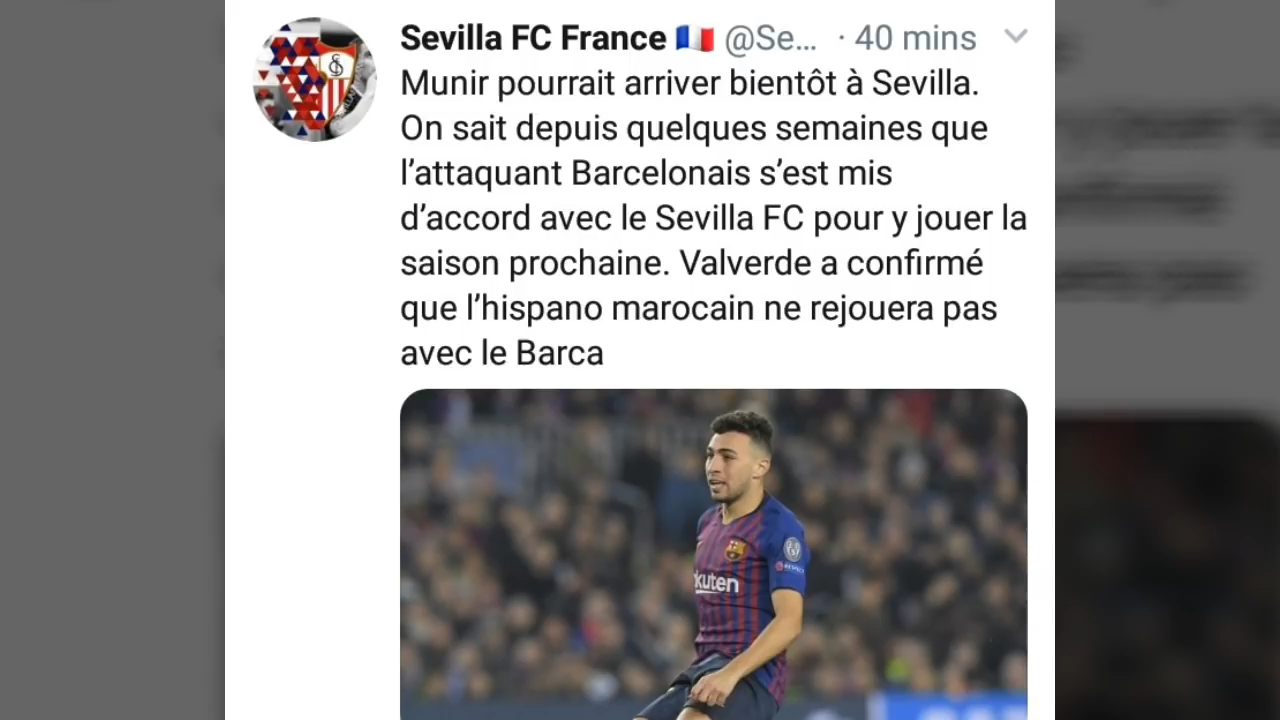 Sevilla FC France 🇫🇷 @Se... · 40 mins
Munir pourrait arriver bientôt à Sevilla.
On sait depuis quelques semaines que
l’attaquant Barcelonais s’est mis
d’accord avec le Sevilla FC pour y jouer la
saison prochaine. Valverde a confirmé
que l’hispano marocain ne rejouera pas
avec le Barca
kuten
RESPECT